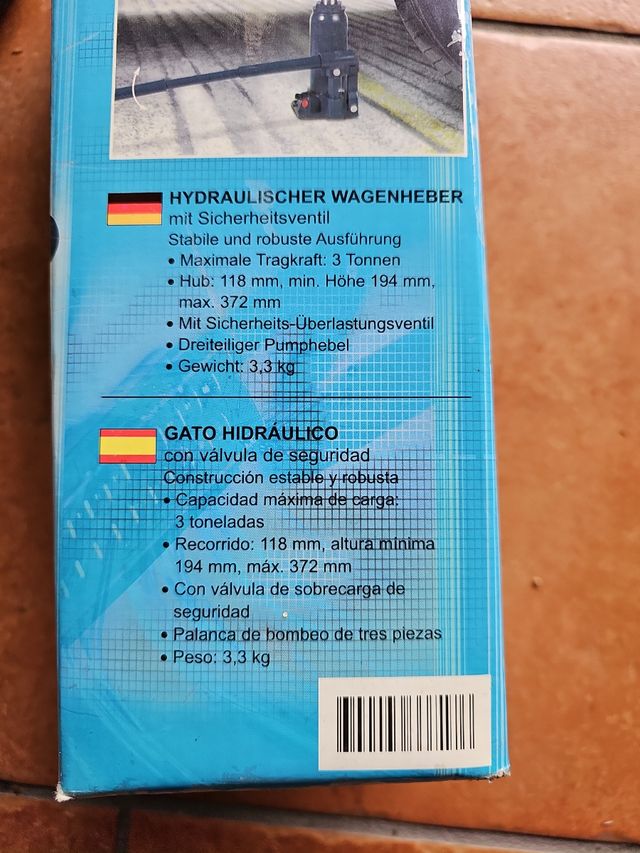 HYDRAULISCHER WAGENHEBER
mit Sicherheitsventil
Stabile und robuste Ausführung
• Maximale Tragkraft: 3 Tonnen
• Hub: 118 mm, min. Höhe 194 mm,
max. 372 mm
• Mit Sicherheits-Überlastungsventil
• Dreiteiliger Pumphebel
• Gewicht: 3,3 kg
GATO HIDRÁULICO
con válvula de seguridad
Construcción estable y robusta
• Capacidad máxima de carga:
3 toneladas
• Recorrido: 118 mm, altura mínima
194 mm, máx. 372 mm
• Con válvula de sobrecarga de
seguridad
• Palanca de bombeo de tres piezas
• Peso: 3,3 kg